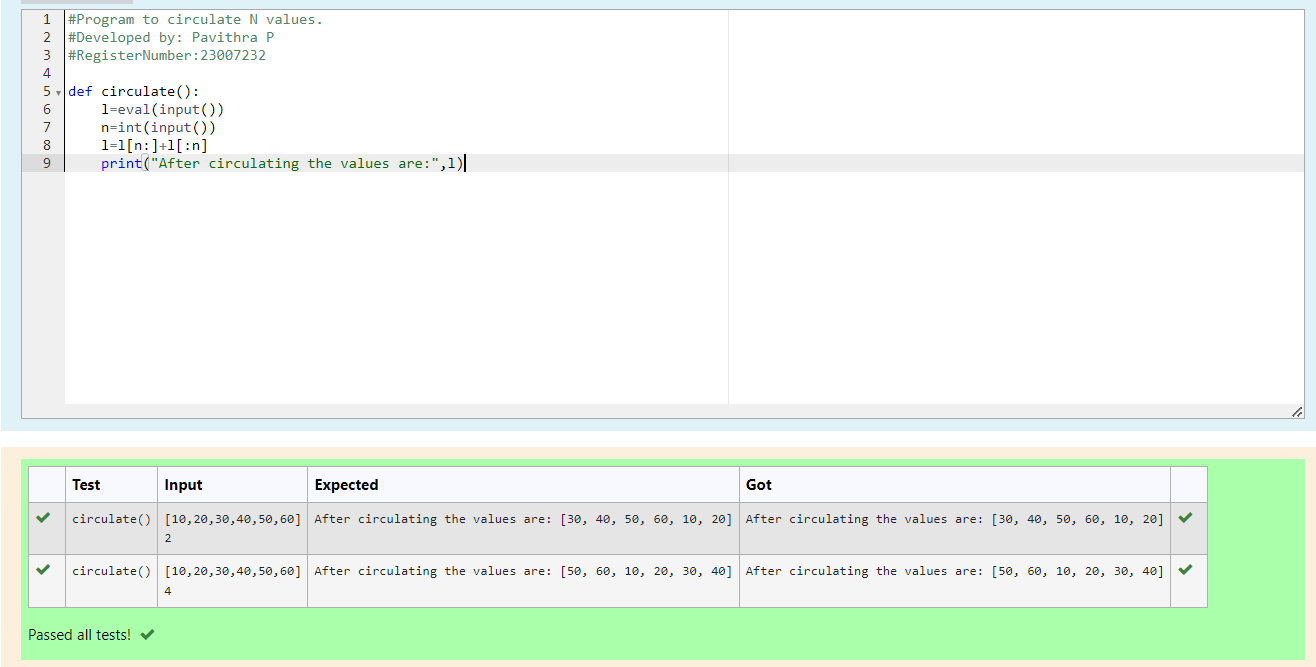 1 #Program to circulate N values.
2 #Developed by: Pavithra P
3 #RegisterNumber:23007232
4
5 def circulate():
6     l=eval(input())
7     n=int(input())
8     l=l[n:]+l[:n]
9     print("After circulating the values are:",l)
Test Input Expected Got
circulate() [10,20,30,40,50,60] After circulating the values are: [30, 40, 50, 60, 10, 20] After circulating the values are: [30, 40, 50, 60, 10, 20]
2
circulate() [10,20,30,40,50,60] After circulating the values are: [50, 60, 10, 20, 30, 40] After circulating the values are: [50, 60, 10, 20, 30, 40]
4
Passed all tests!